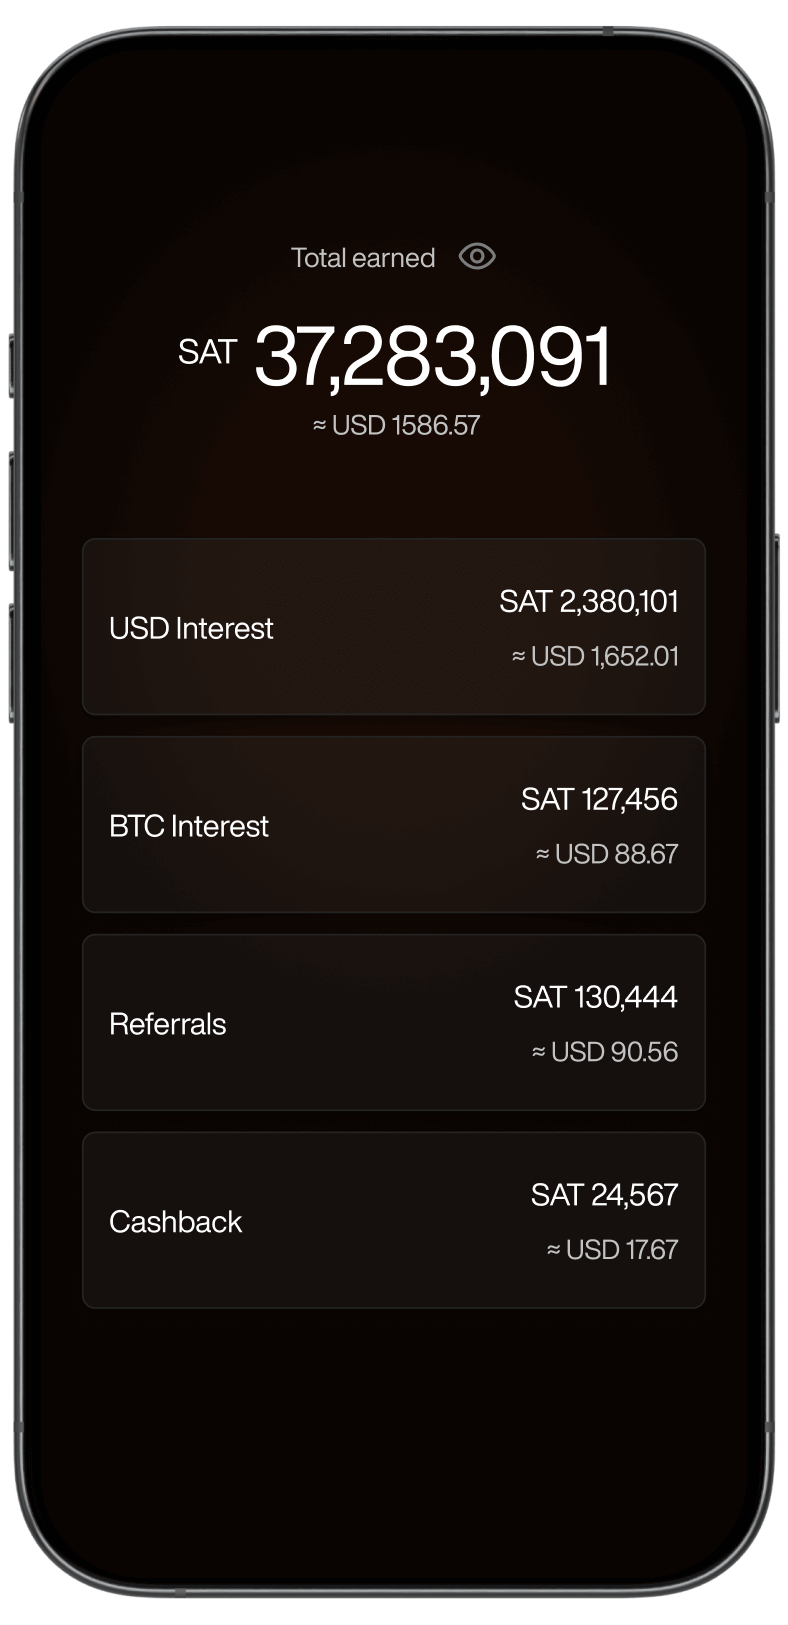 Total earned
SAT 37,283,091
≈ USD 1586.57
USD Interest
SAT 2,380,101
≈ USD 1,652.01
BTC Interest
SAT 127,456
≈ USD 88.67
Referrals
SAT 130,444
≈ USD 90.56
Cashback
SAT 24,567
≈ USD 17.67